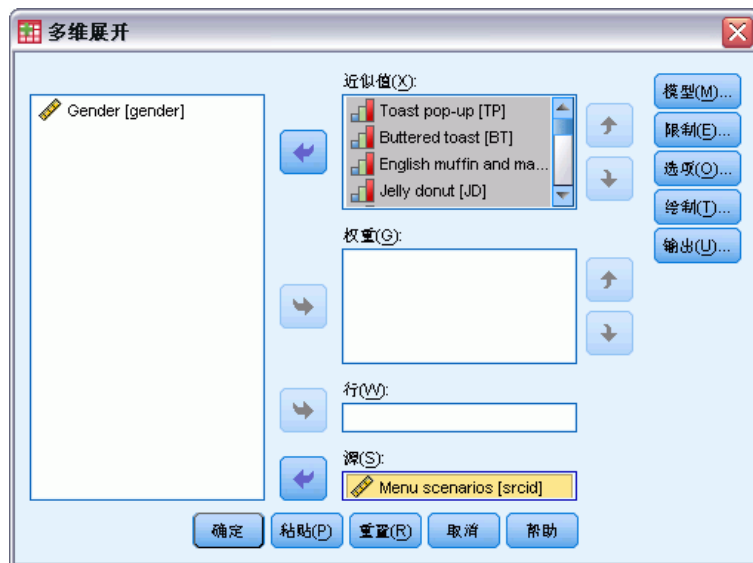 多维展开
Gender [gender]
近似值(X):
Toast pop-up [TP]
Buttered toast [BT]
English muffin and ma...
Jelly donut [JD]
权重(G):
行(W):
源(S):
Menu scenarios [srcid]
模型(M)...
限制(E)...
选项(O)...
绘制(T)...
输出(U)...
确定
粘贴(P)
重置(R)
取消
帮助